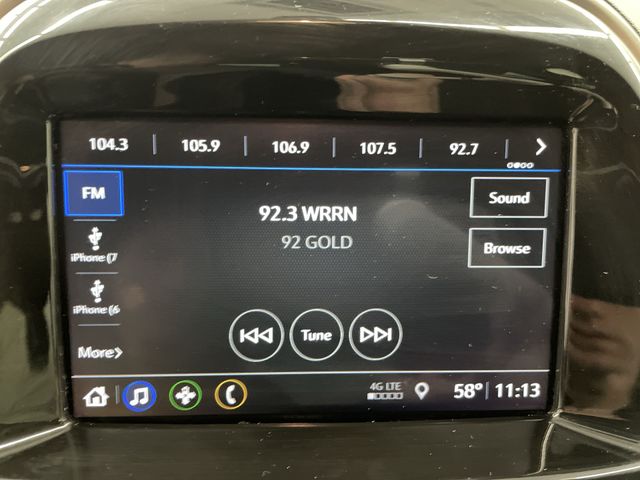 104.3 105.9 106.9 107.5 92.7
FM
92.3 WRRN
Sound
92 GOLD
Browse
iPhone (7
iPhone (6
Tune
More
4G LTE
58° 11:13